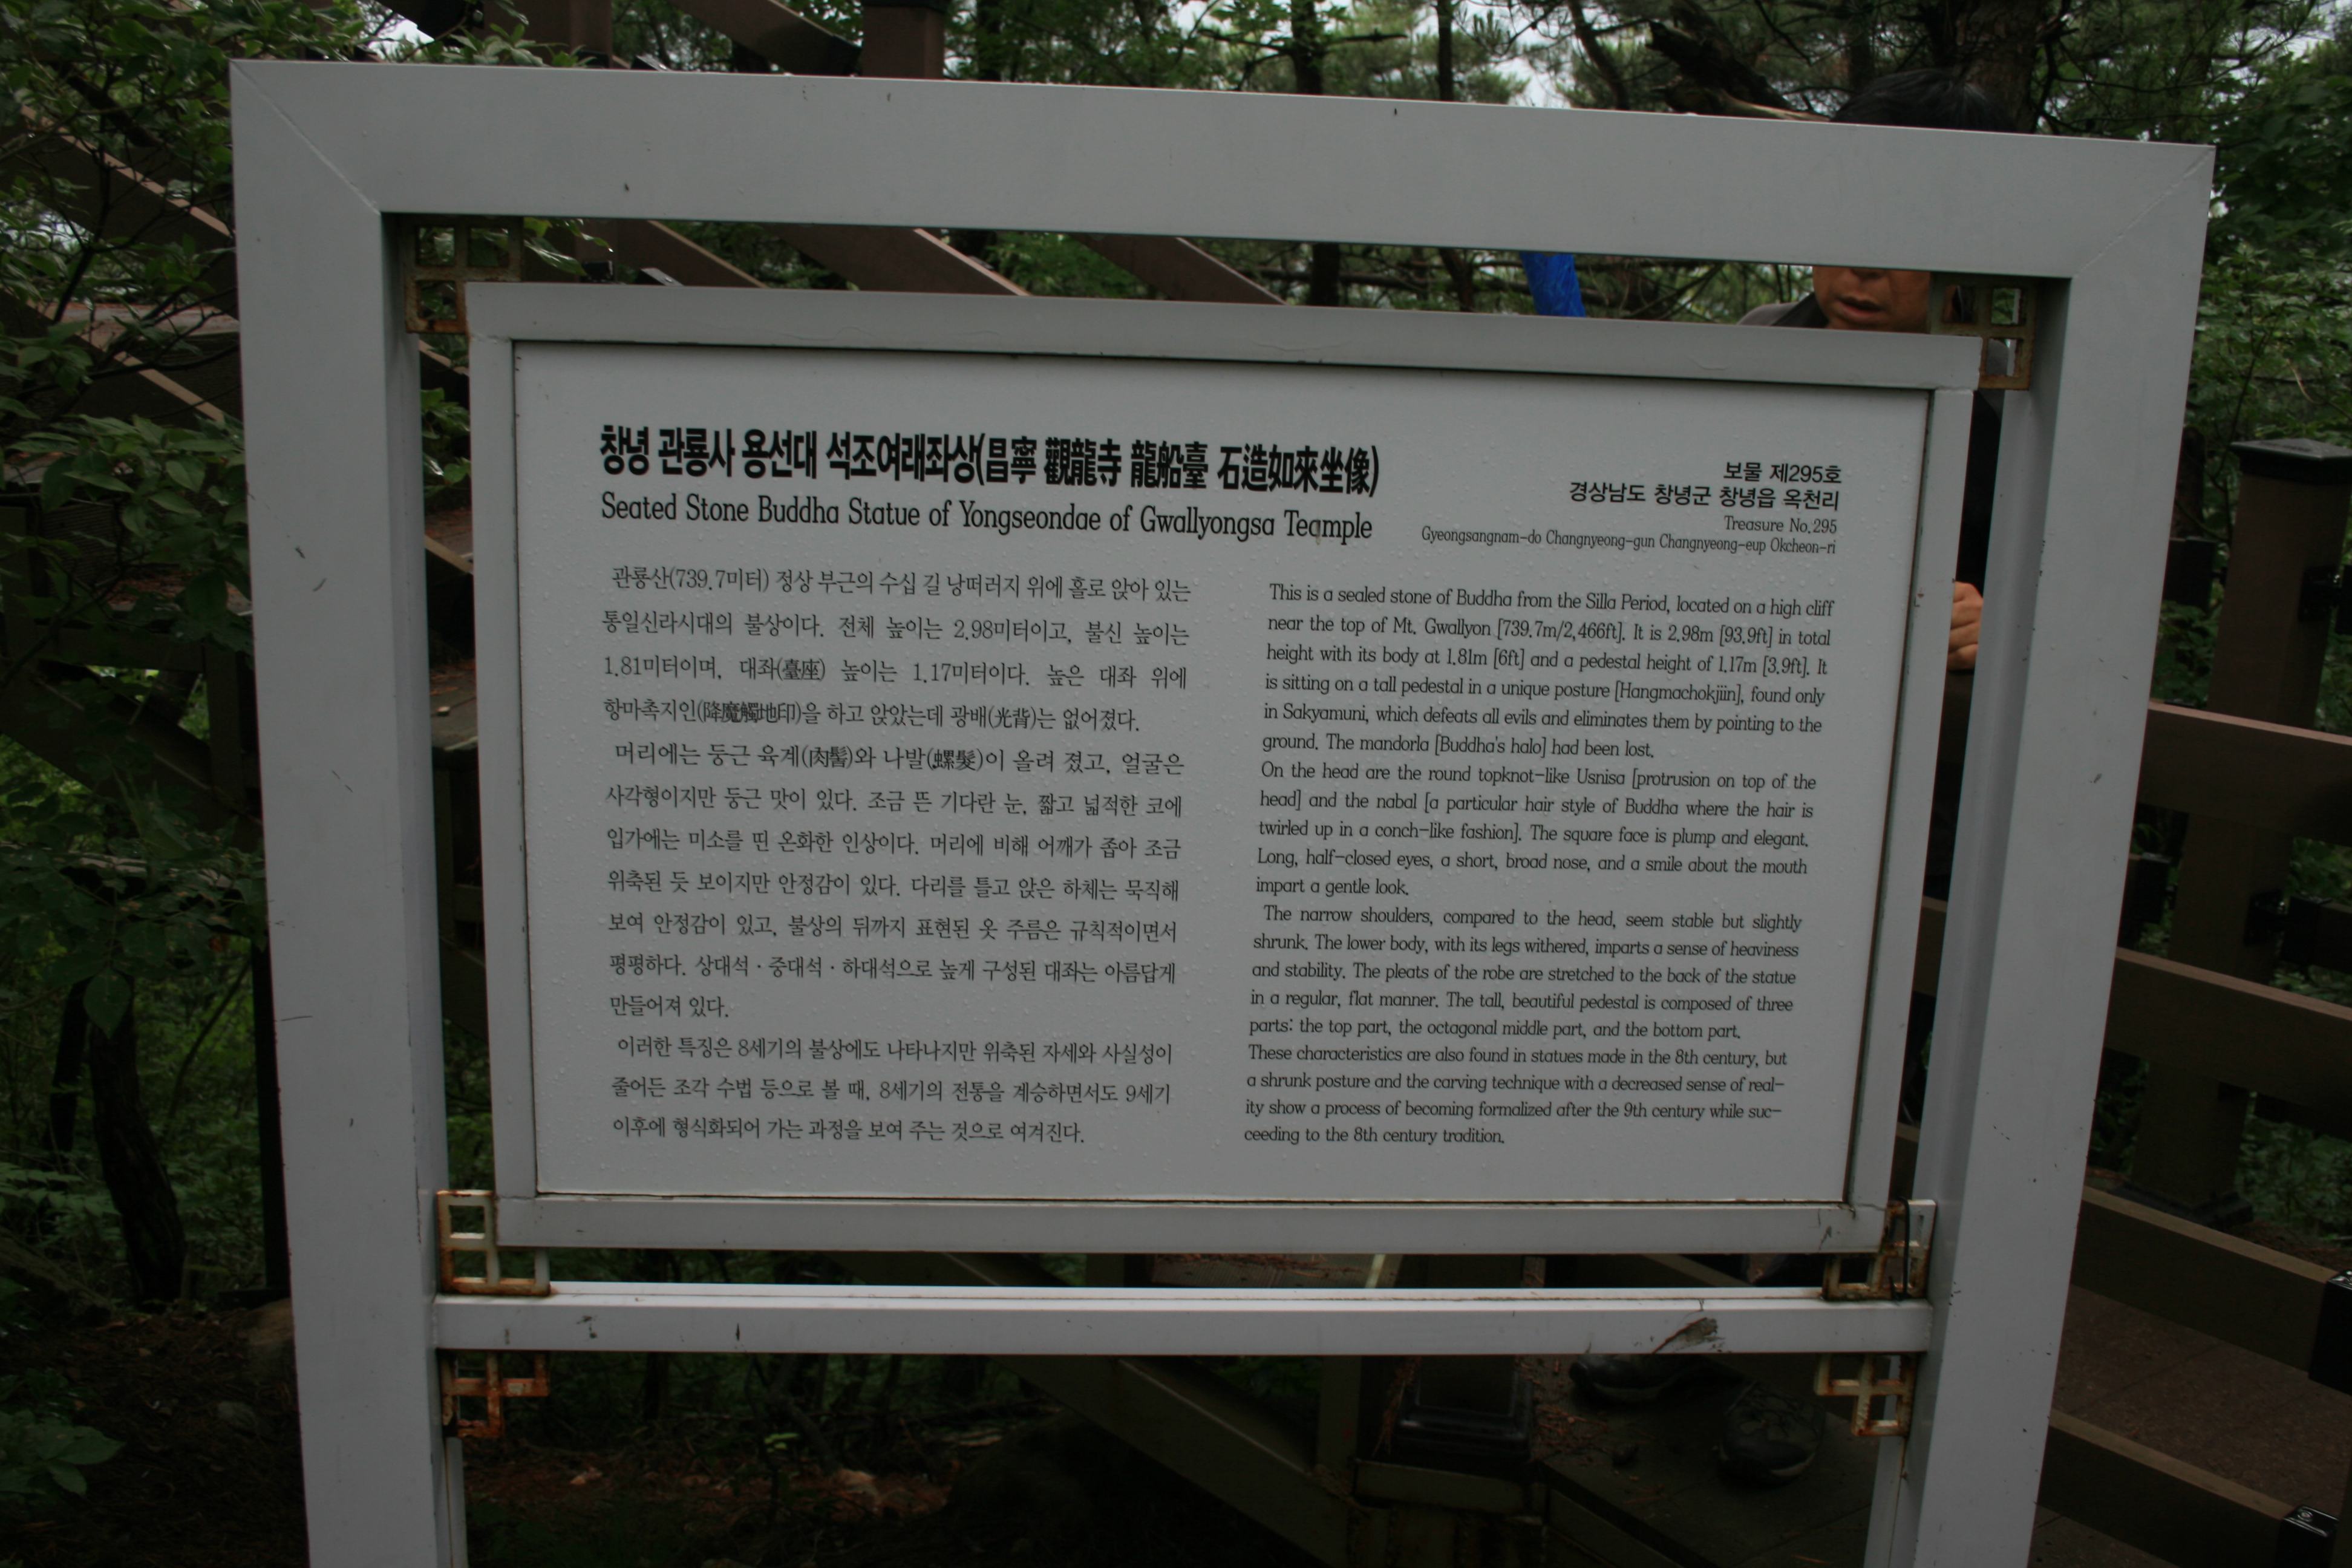 창녕 관룡사 용선대 석조여래좌상(昌寧 觀龍寺 龍船臺 石造如來坐像)
Seated Stone Buddha Statue of Yongseondae of Gwallyongsa Teample
보물 제295호
경상남도 창녕군 창녕읍 옥천리
Treasure No.295
Gyeongsangnam-do Changnyeong-gun Changnyeong-eup Okcheon-ri
관룡산(739.7미터) 정상 부근의 수십 길 낭떠러지 위에 홀로 앉아 있는
통일신라시대의 불상이다. 전체 높이는 2.98미터이고, 불신 높이는
1.81미터이며, 대좌(臺座) 높이는 1.17미터이다. 높은 대좌 위에
항마촉지인(降魔觸地印)을 하고 앉았는데 광배(光背)는 없어졌다.
머리에는 둥근 육계(肉髻)와 나발(螺髮)이 올려 졌고, 얼굴은
사각형이지만 둥근 맛이 있다. 조금 뜬 기다란 눈, 짧고 넓적한 코에
입가에는 미소를 띤 온화한 인상이다. 머리에 비해 어깨가 좁아 조금
위축된 듯 보이지만 안정감이 있다. 다리를 틀고 앉은 하체는 묵직해
보여 안정감이 있고, 불상의 뒤까지 표현된 옷 주름은 규칙적이면서
평평하다. 상대석·중대석·하대석으로 높게 구성된 대좌는 아름답게
만들어져 있다.
이러한 특징은 8세기의 불상에도 나타나지만 위축된 자세와 사실성이
줄어든 조각 수법 등으로 볼 때, 8세기의 전통을 계승하면서도 9세기
이후에 형식화되어 가는 과정을 보여 주는 것으로 여겨진다.
This is a sealed stone of Buddha from the Silla Period, located on a high cliff
near the top of Mt. Gwallyon [739.7m/2,466ft]. It is 2.98m [93.9ft] in total
height with its body at 1.81m [6ft] and a pedestal height of 1.17m [3.9ft]. It
is sitting on a tall pedestal in a unique posture [Hangmachokjiin], found only
in Sakyamuni, which defeats all evils and eliminates them by pointing to the
ground. The mandorla [Buddha's halo] had been lost.
On the head are the round topknot-like Usnisa [protrusion on top of the
head] and the nabal [a particular hair style of Buddha where the hair is
twirled up in a conch-like fashion]. The square face is plump and elegant.
Long, half-closed eyes, a short, broad nose, and a smile about the mouth
impart a gentle look.
The narrow shoulders, compared to the head, seem stable but slightly
shrunk. The lower body, with its legs withered, imparts a sense of heaviness
and stability. The pleats of the robe are stretched to the back of the statue
in a regular, flat manner. The tall, beautiful pedestal is composed of three
parts: the top part, the octagonal middle part, and the bottom part.
These characteristics are also found in statues made in the 8th century, but
a shrunk posture and the carving technique with a decreased sense of real-
ity show a process of becoming formalized after the 9th century while suc-
ceeding to the 8th century tradition.